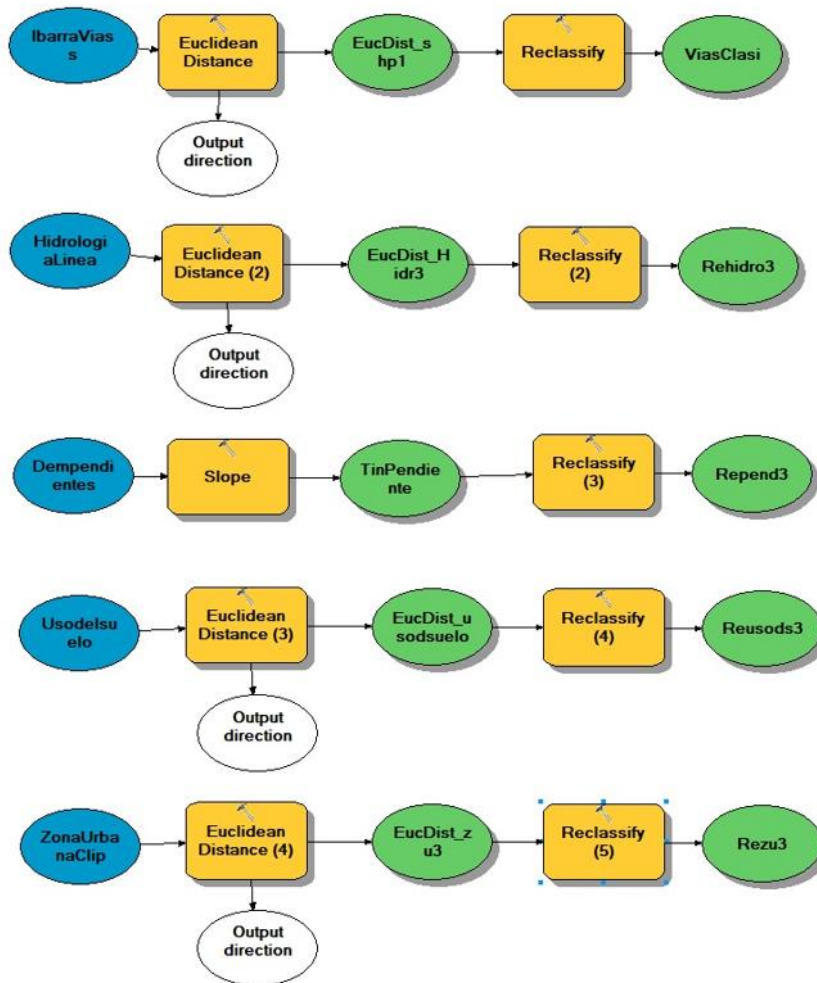 IbarraVias
s
Euclidean
Distance
EucDist_s
hp1
Reclassify
ViasClasi
Output
direction
Hidrologi
aLinea
Euclidean
Distance (2)
EucDist_H
idr3
Reclassify
(2)
Rehidro3
Output
direction
Dempendi
entes
Slope
TinPendie
nte
Reclassify
(3)
Repend3
Usodelsu
elo
Euclidean
Distance (3)
EucDist_u
sodsuelo
Reclassify
(4)
Reusods3
Output
direction
ZonaUrba
naClip
Euclidean
Distance (4)
EucDist_z
u3
Reclassify
(5)
Rezu3
Output
direction